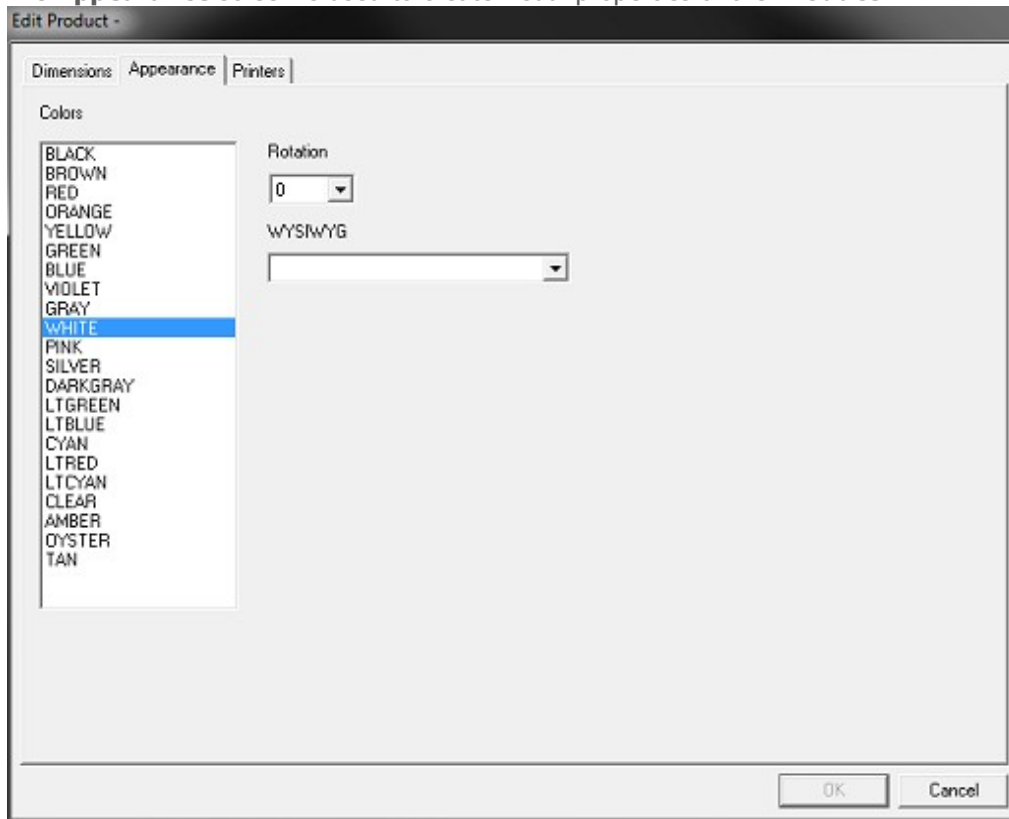 Edit Product -
Dimensions Appearance Printers
Colors
BLACK
BROWN
RED
ORANGE
YELLOW
GREEN
BLUE
VIOLET
GRAY
WHITE
PINK
SILVER
DARKGRAY
LTGREEN
LTBLUE
CYAN
LTRED
LTCYAN
CLEAR
AMBER
OYSTER
TAN
Rotation
0
WYSIWYG
OK Cancel